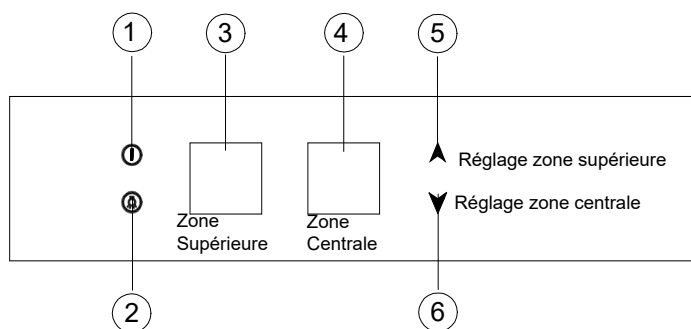 1
3
4
5
Réglage zone supérieure
Réglage zone centrale
Zone
Supérieure
Zone
Centrale
2
6